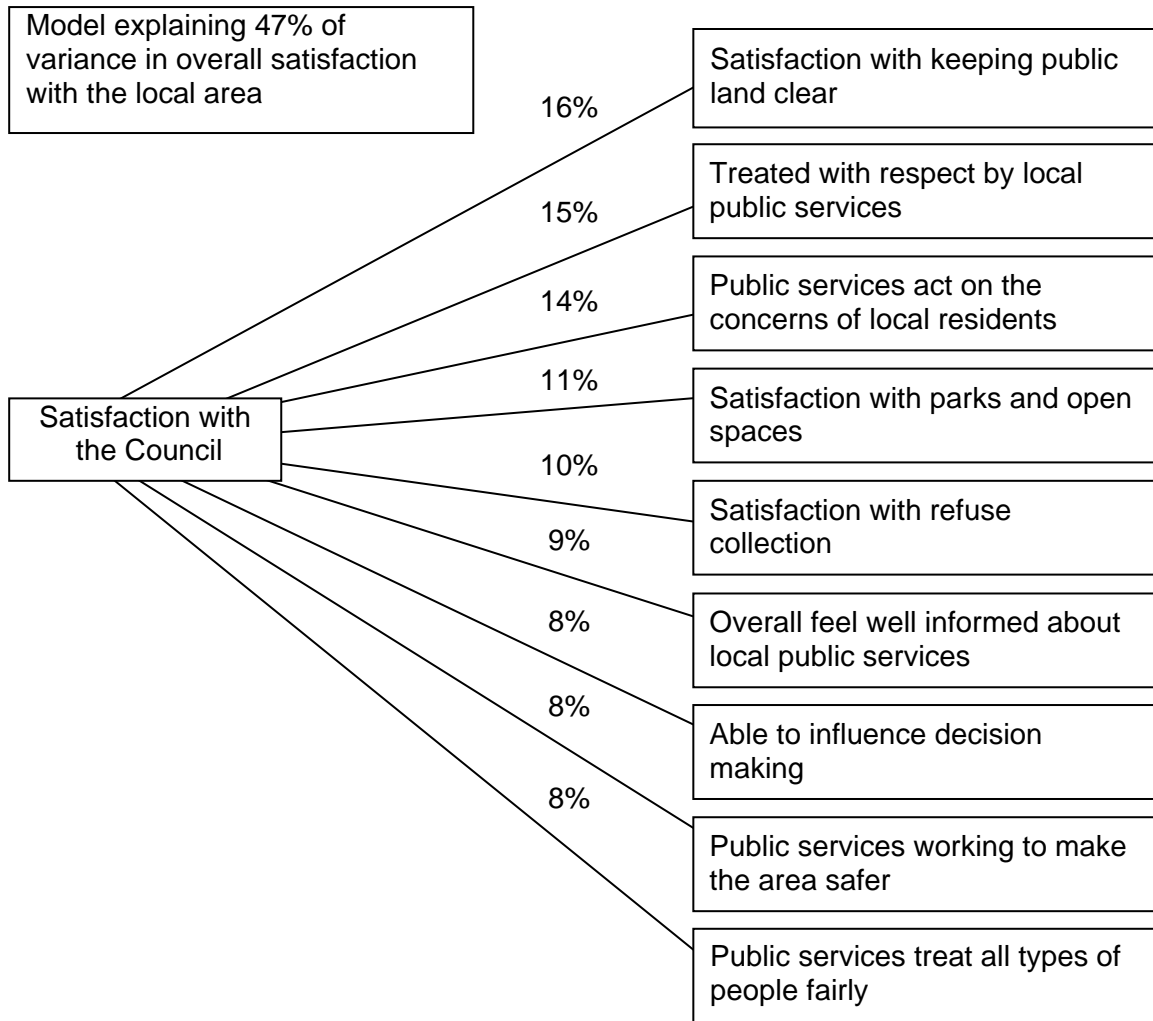 Model explaining 47% of
variance in overall satisfaction
with the local area
16%
Satisfaction with keeping public
land clear
15%
Treated with respect by local
public services
14%
Public services act on the
concerns of local residents
11%
Satisfaction with parks and open
spaces
Satisfaction with
the Council
10%
Satisfaction with refuse
collection
9%
Overall feel well informed about
local public services
8%
Able to influence decision
making
8%
Public services working to make
the area safer
8%
Public services treat all types of
people fairly